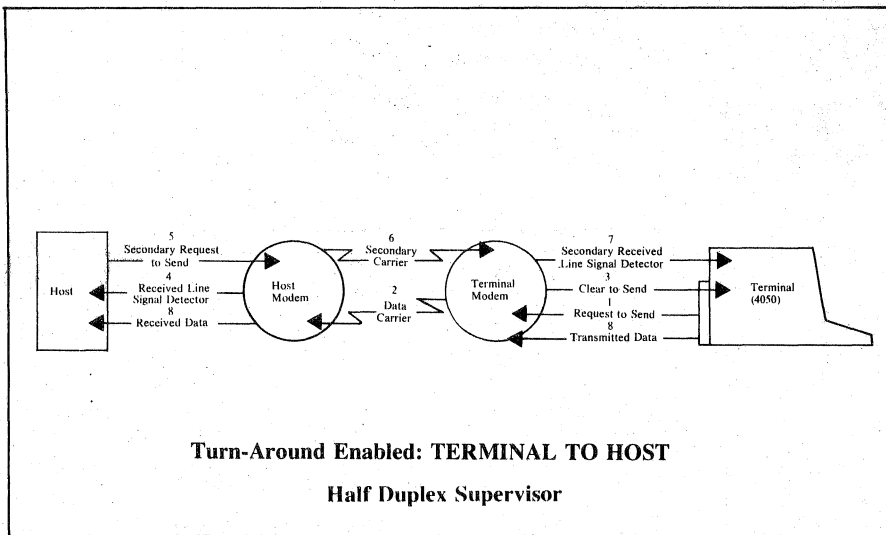 5
Secondary Request
to Send
4
Received Line
Signal Detector
8
Received Data
Host
Host
Modem
6
Secondary
Carrier
2
Data
Carrier
Terminal
Modem
7
Secondary Received
Line Signal Detector
3
Clear to Send
1
Request to Send
8
Transmitted Data
Terminal
(4050)
Turn-Around Enabled: TERMINAL TO HOST
Half Duplex Supervisor